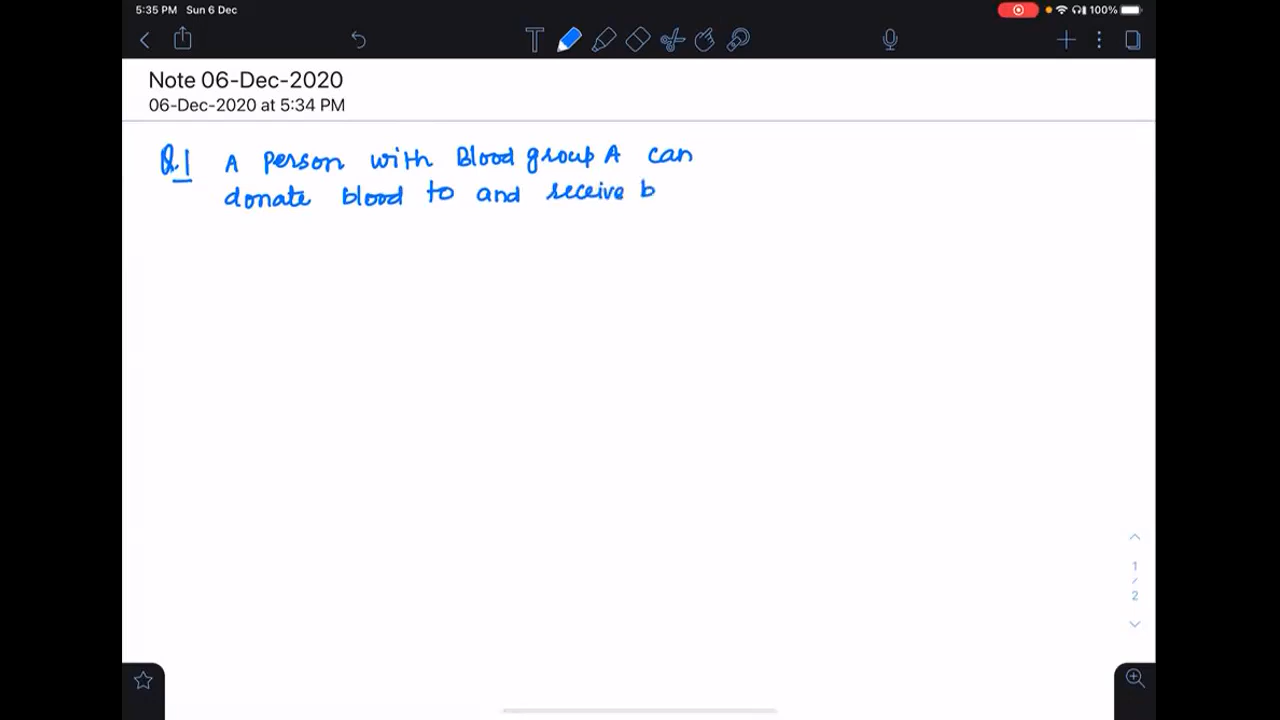 5:35 PM Sun 6 Dec
100%
Note 06-Dec-2020
06-Dec-2020 at 5:34 PM
Q.1 A person with Blood group A can
donate blood to and receive b
1
/
2